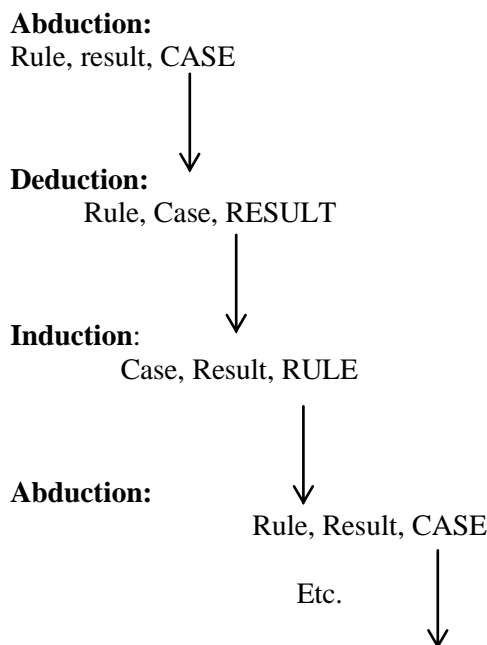 Abduction:
Rule, result, CASE
Deduction:
Rule, Case, RESULT
Induction:
Case, Result, RULE
Abduction:
Rule, Result, CASE
Etc.